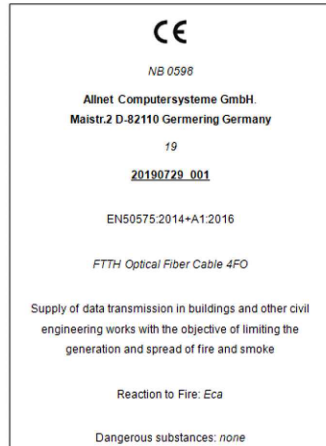 CE
NB 0598
Allnet Computersysteme GmbH.
Maistr.2 D-82110 Germering Germany
19
20190729_001
EN50575:2014+A1:2016
FTTH Optical Fiber Cable 4FO
Supply of data transmission in buildings and other civil
engineering works with the objective of limiting the
generation and spread of fire and smoke
Reaction to Fire: Eca
Dangerous substances: none